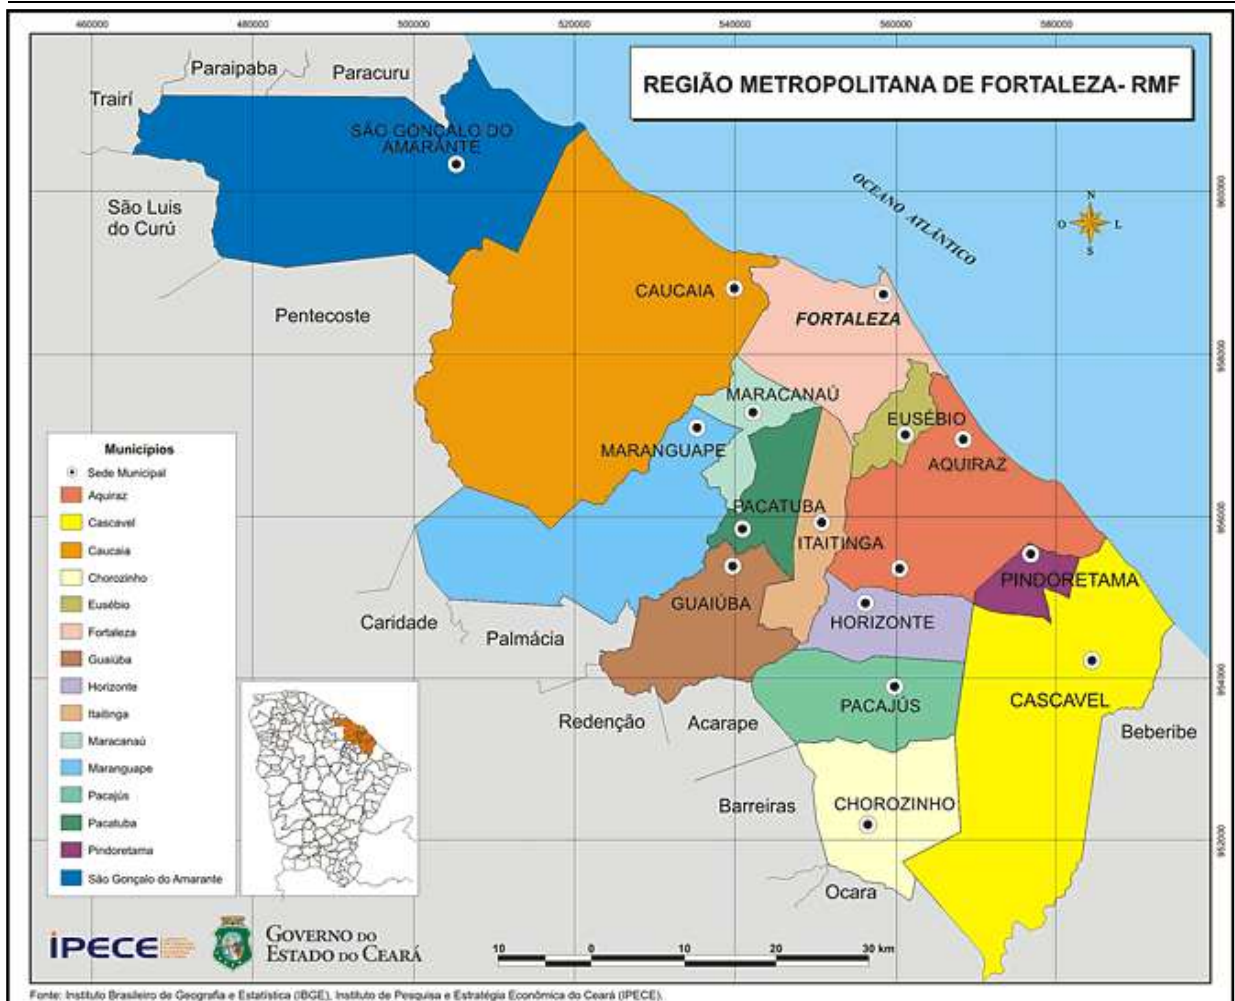 460000 480000 500000 520000 540000 560000 580000
REGIÃO METROPOLITANA DE FORTALEZA- RMF
Paraipaba
Paracuru
Trairí
SÃO GONÇALO DO
AMARANTE
São Luis
do Curú
Pentecoste
OCEANO ATLÂNTICO
N
O L
S
CAUCAIA
FORTALEZA
MARACANAÚ
MARANGUAPE
EUSÉBIO
AQUIRAZ
PACATUBA
ITAITINGA
PINDORETAMA
GUAIÚBA
HORIZONTE
Caridade
Palmácia
Redenção
Acarape
PACAJÚS
CASCAVEL
Beberibe
Barreiras
CHOROZINHO
Ocara
960000
958000
956000
954000
952000
Municípios
Sede Municipal
Aquiraz
Cascavel
Caucaia
Chorozinho
Eusébio
Fortaleza
Guaiúba
Horizonte
Itaitinga
Maracanaú
Maranguape
Pacajús
Pacatuba
Pindoretama
São Gonçalo do Amarante
IPECE
GOVERNO DO
ESTADO DO CEARÁ
10 0 10 20 30 km
Fonte: Instituto Brasileiro de Geografia e Estatística (IBGE), Instituto de Pesquisa e Estratégia Econômica do Ceará (IPECE).